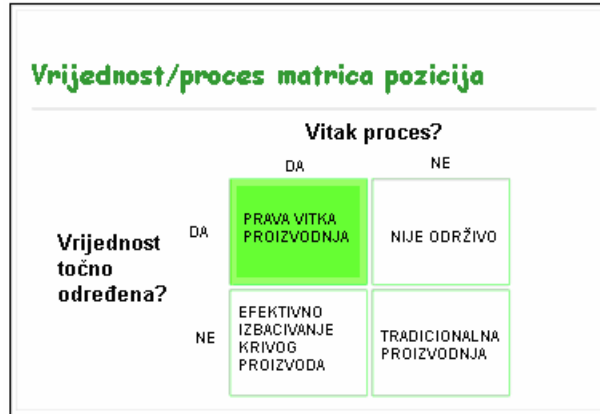 Vrijednost/proces matrica pozicija
Vitak proces?
DA
NE
Vrijednost
točno
određena?
DA
PRAVA VITKA
PROIZVODNJA
NIJE ODRŽIVO
NE
EFEKTIVNO
IZBACIVANJE
KRIVOG
PROIZVODA
TRADICIONALNA
PROIZVODNJA